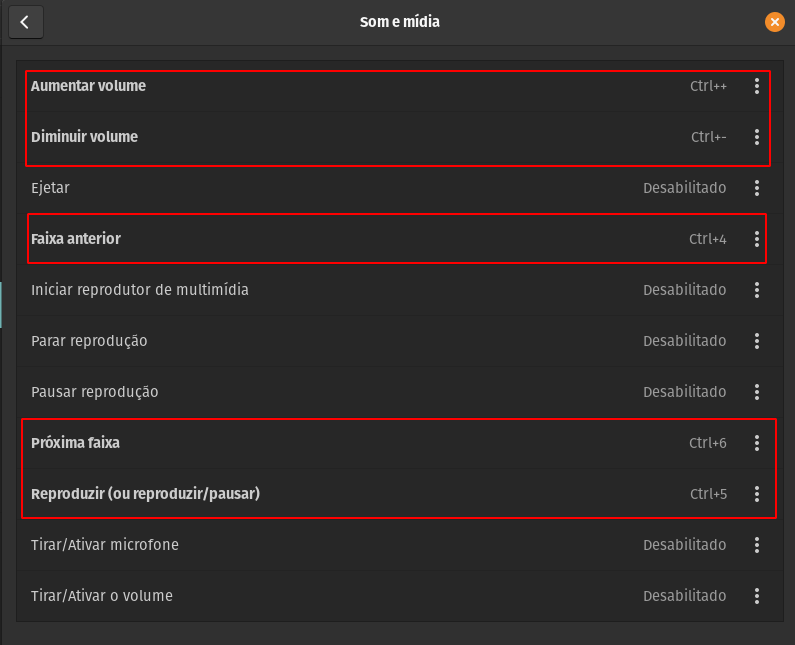 Som e mídia
Aumentar volume Ctrl++
Diminuir volume Ctrl+-
Ejetar Desabilitado
Faixa anterior Ctrl+4
Iniciar reprodutor de multimídia Desabilitado
Parar reprodução Desabilitado
Pausar reprodução Desabilitado
Próxima faixa Ctrl+6
Reproduzir (ou reproduzir/pausar) Ctrl+5
Tirar/Ativar microfone Desabilitado
Tirar/Ativar o volume Desabilitado